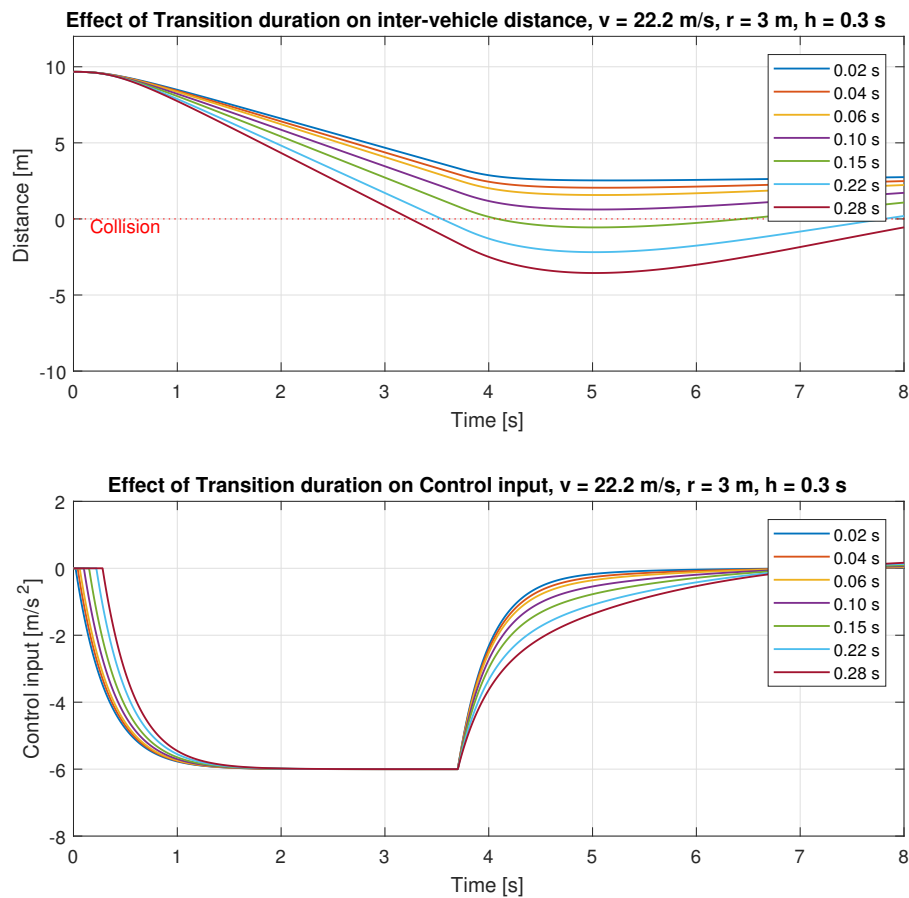 Effect of Transition duration on inter-vehicle distance, v = 22.2 m/s, r = 3 m, h = 0.3 s
10
5
0
-5
-10
Distance [m]
Collision
0.02 s
0.04 s
0.06 s
0.10 s
0.15 s
0.22 s
0.28 s
0 1 2 3 4 5 6 7 8
Time [s]
Effect of Transition duration on Control input, v = 22.2 m/s, r = 3 m, h = 0.3 s
2
0
-2
-4
-6
-8
Control input [m/s 2]
0.02 s
0.04 s
0.06 s
0.10 s
0.15 s
0.22 s
0.28 s
0 1 2 3 4 5 6 7 8
Time [s]